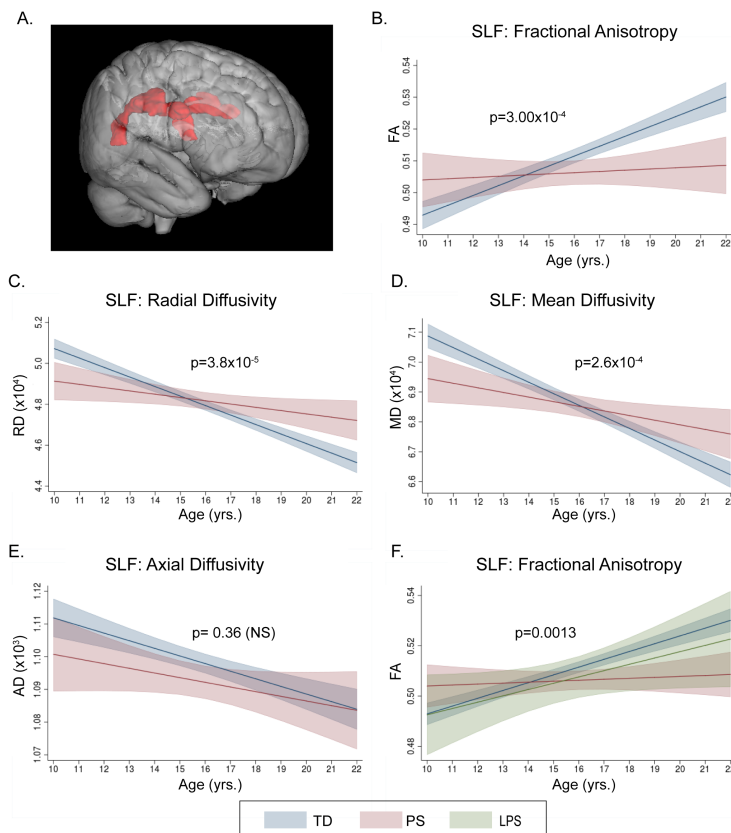 A.
B.
SLF: Fractional Anisotropy
0.54
0.53
0.52
0.51
0.50
0.49
FA
p=3.00x10-4
10 11 12 13 14 15 16 17 18 19 20 21 22
Age (yrs.)
C.
SLF: Radial Diffusivity
5.2
5.0
4.8
4.6
4.4
RD (x10⁴)
p=3.8x10-5
10 11 12 13 14 15 16 17 18 19 20 21 22
Age (yrs.)
D.
SLF: Mean Diffusivity
7.1
7.0
6.9
6.8
6.7
6.6
MD (x10⁴)
p=2.6x10-4
10 11 12 13 14 15 16 17 18 19 20 21 22
Age (yrs.)
E.
SLF: Axial Diffusivity
1.12
1.11
1.10
1.09
1.08
1.07
AD (x10³)
p= 0.36 (NS)
10 11 12 13 14 15 16 17 18 19 20 21 22
Age (yrs.)
F.
SLF: Fractional Anisotropy
0.54
0.52
0.50
0.48
FA
p=0.0013
10 11 12 13 14 15 16 17 18 19 20 21 22
Age (yrs.)
TD PS LPS